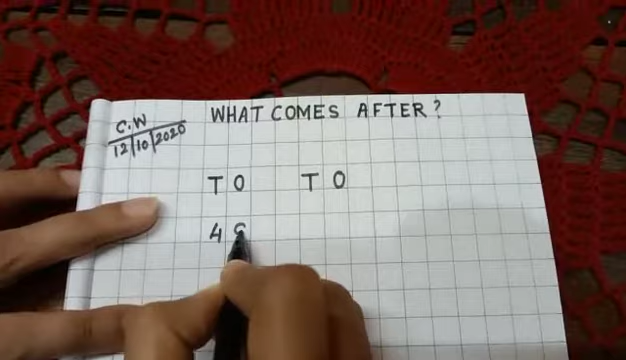 WHAT COMES AFTER?
C.W
12/10/2020
T O T O
4